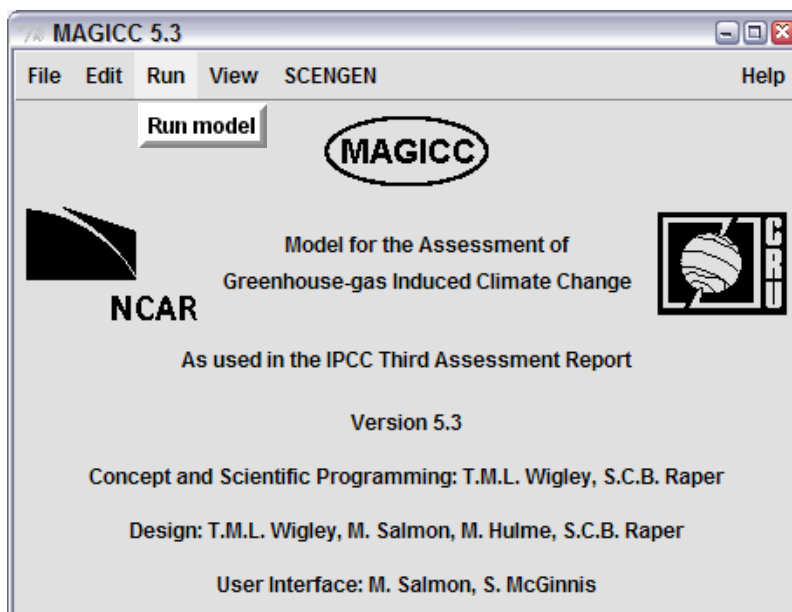 MAGICC 5.3
File Edit Run View SCENGEN Help
Run model
MAGICC
NCAR
CRU
Model for the Assessment of
Greenhouse-gas Induced Climate Change
As used in the IPCC Third Assessment Report
Version 5.3
Concept and Scientific Programming: T.M.L. Wigley, S.C.B. Raper
Design: T.M.L. Wigley, M. Salmon, M. Hulme, S.C.B. Raper
User Interface: M. Salmon, S. McGinnis